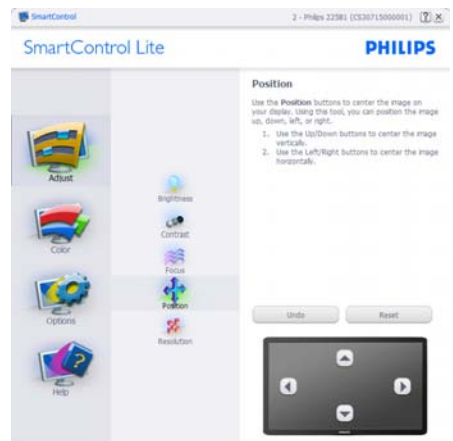 SmartControl
2 - Philips 225B1 (CS30715000001)
SmartControl Lite
PHILIPS
Adjust
Color
Options
Help
Brightness
Contrast
Focus
Position
Resolution
Position
Use the Position buttons to center the image on
your display. Using this tool, you can position the image
up, down, left, or right.
1. Use the Up/Down buttons to center the image
vertically.
2. Use the Left/Right buttons to center the image
horizontally.
Undo
Reset